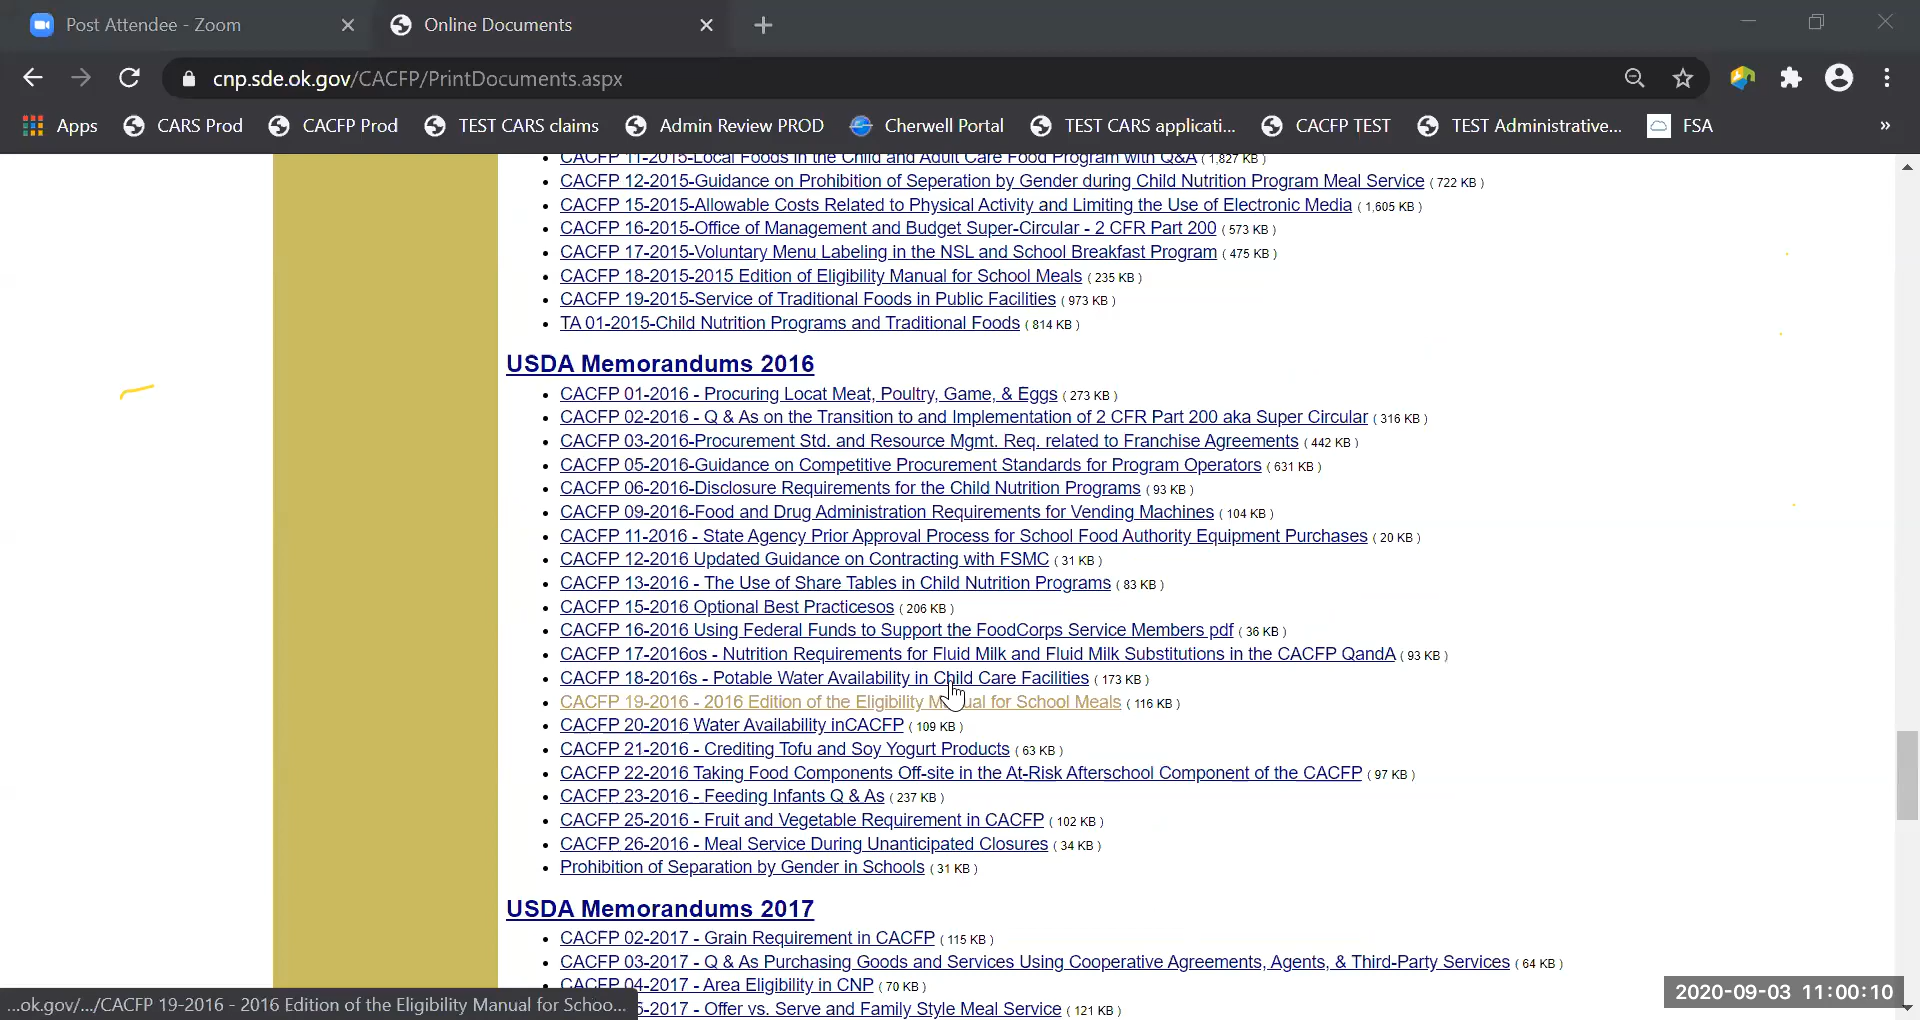 Post Attendee - Zoom
Online Documents
cnp.sde.ok.gov/CACFP/PrintDocuments.aspx
Apps CARS Prod CACFP Prod TEST CARS claims Admin Review PROD Cherwell Portal TEST CARS applicati... CACFP TEST TEST Administrative... FSA »
CACFP 11-2015-Local Foods in the Child and Adult Care Food Program with Q&A ( 1,827 KB )
CACFP 12-2015-Guidance on Prohibition of Seperation by Gender during Child Nutrition Program Meal Service ( 722 KB )
CACFP 15-2015-Allowable Costs Related to Physical Activity and Limiting the Use of Electronic Media ( 1,605 KB )
CACFP 16-2015-Office of Management and Budget Super-Circular - 2 CFR Part 200 ( 573 KB )
CACFP 17-2015-Voluntary Menu Labeling in the NSL and School Breakfast Program ( 475 KB )
CACFP 18-2015-2015 Edition of Eligibility Manual for School Meals ( 235 KB )
CACFP 19-2015-Service of Traditional Foods in Public Facilities ( 973 KB )
TA 01-2015-Child Nutrition Programs and Traditional Foods ( 814 KB )
USDA Memorandums 2016
CACFP 01-2016 - Procuring Locat Meat, Poultry, Game, & Eggs ( 273 KB )
CACFP 02-2016 - Q & As on the Transition to and Implementation of 2 CFR Part 200 aka Super Circular ( 316 KB )
CACFP 03-2016-Procurement Std. and Resource Mgmt. Req. related to Franchise Agreements ( 442 KB )
CACFP 05-2016-Guidance on Competitive Procurement Standards for Program Operators ( 631 KB )
CACFP 06-2016-Disclosure Requirements for the Child Nutrition Programs ( 93 KB )
CACFP 09-2016-Food and Drug Administration Requirements for Vending Machines ( 104 KB )
CACFP 11-2016 - State Agency Prior Approval Process for School Food Authority Equipment Purchases ( 20 KB )
CACFP 12-2016 Updated Guidance on Contracting with FSMC ( 31 KB )
CACFP 13-2016 - The Use of Share Tables in Child Nutrition Programs ( 83 KB )
CACFP 15-2016 Optional Best Practicesos ( 206 KB )
CACFP 16-2016 Using Federal Funds to Support the FoodCorps Service Members pdf ( 36 KB )
CACFP 17-2016os - Nutrition Requirements for Fluid Milk and Fluid Milk Substitutions in the CACFP QandA ( 93 KB )
CACFP 18-2016s - Potable Water Availability in Child Care Facilities ( 173 KB )
CACFP 19-2016 - 2016 Edition of the Eligibility Manual for School Meals ( 116 KB )
CACFP 20-2016 Water Availability inCACFP ( 109 KB )
CACFP 21-2016 - Crediting Tofu and Soy Yogurt Products ( 63 KB )
CACFP 22-2016 Taking Food Components Off-site in the At-Risk Afterschool Component of the CACFP ( 97 KB )
CACFP 23-2016 - Feeding Infants Q & As ( 237 KB )
CACFP 25-2016 - Fruit and Vegetable Requirement in CACFP ( 102 KB )
CACFP 26-2016 - Meal Service During Unanticipated Closures ( 34 KB )
Prohibition of Separation by Gender in Schools ( 31 KB )
USDA Memorandums 2017
CACFP 02-2017 - Grain Requirement in CACFP ( 115 KB )
CACFP 03-2017 - Q & As Purchasing Goods and Services Using Cooperative Agreements, Agents, & Third-Party Services ( 64 KB )
CACFP 04-2017 - Area Eligibility in CNP ( 70 KB )
5-2017 - Offer vs. Serve and Family Style Meal Service ( 121 KB )
...ok.gov/.../CACFP 19-2016 - 2016 Edition of the Eligibility Manual for Schoo...
2020-09-03 11:00:10